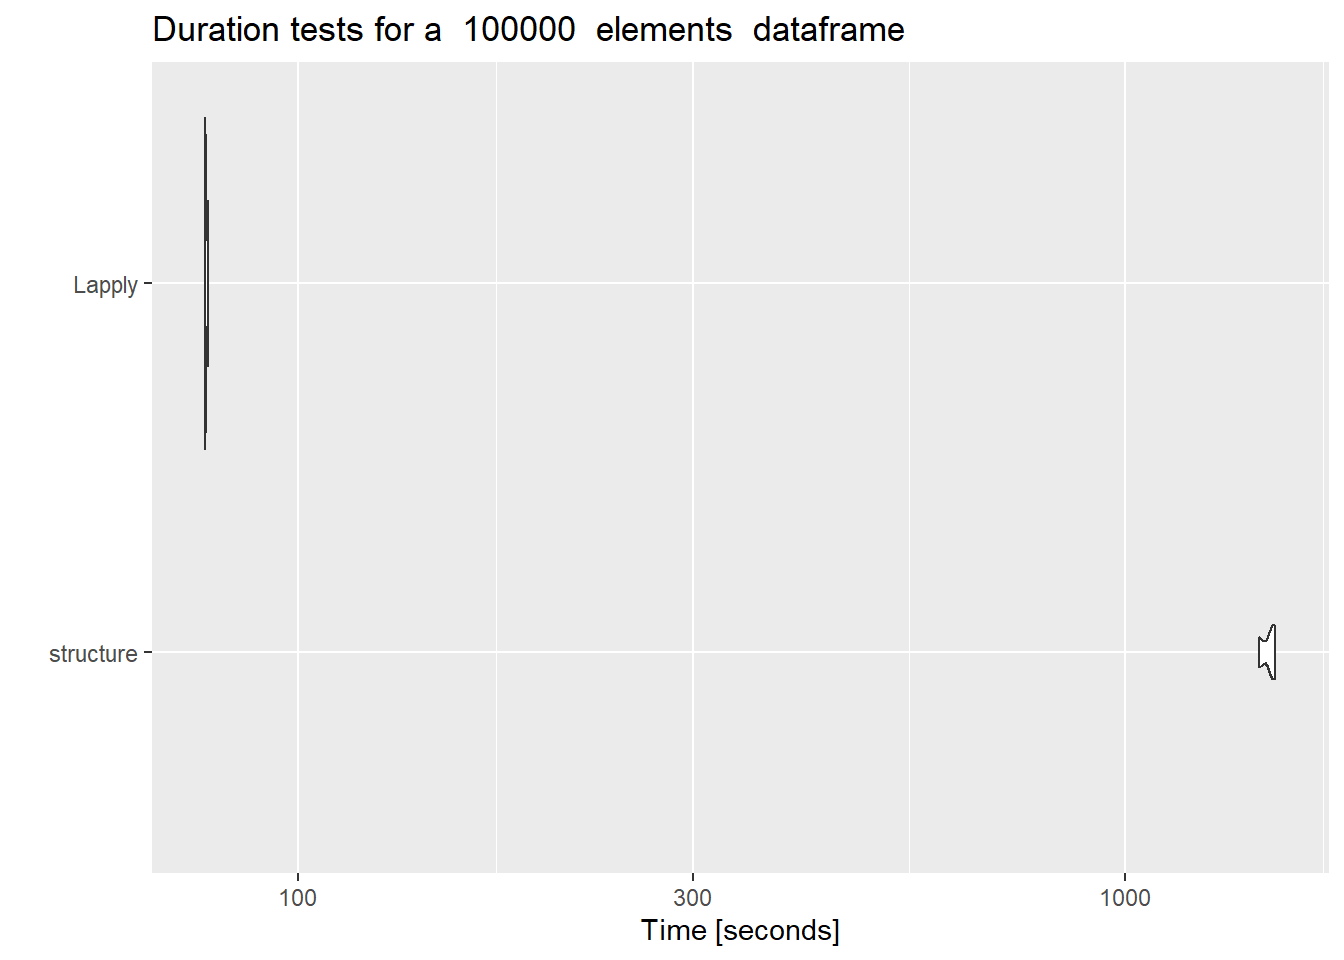 Duration tests for a  100000  elements  dataframe
Lapply
structure
100
300
1000
Time [seconds]